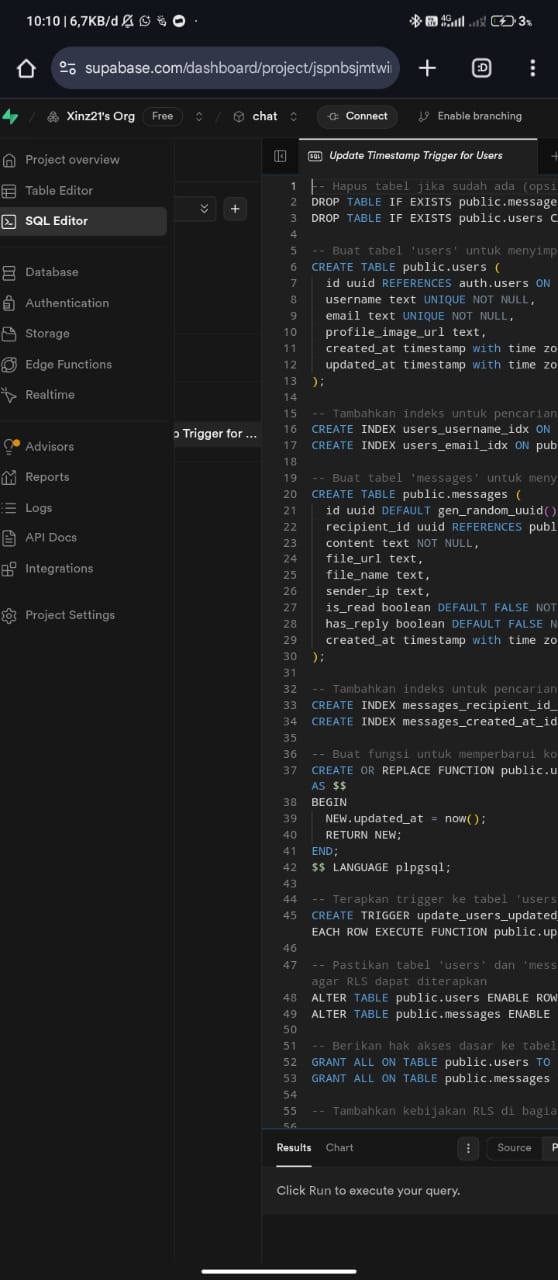 10:10 | 6,7KB/d
4G
3%
supabase.com/dashboard/project/jspnbsjmtwi
:D
Xinz21's Org Free chat Connect Enable branching
Project overview
Table Editor
SQL Editor
Database
Authentication
Storage
Edge Functions
Realtime
Advisors
Reports
Logs
API Docs
Integrations
Project Settings
Trigger for ...
SQL Update Timestamp Trigger for Users
1 -- Hapus tabel jika sudah ada (opsi
2 DROP TABLE IF EXISTS public.message
3 DROP TABLE IF EXISTS public.users C
4
5 -- Buat tabel 'users' untuk menyimp
6 CREATE TABLE public.users (
7 id uuid REFERENCES auth.users ON
8 username text UNIQUE NOT NULL,
9 email text UNIQUE NOT NULL,
10 profile_image_url text,
11 created_at timestamp with time zo
12 updated_at timestamp with time zo
13 );
14
15 -- Tambahkan indeks untuk pencarian
16 CREATE INDEX users_username_idx ON
17 CREATE INDEX users_email_idx ON pub
18
19 -- Buat tabel 'messages' untuk meny
20 CREATE TABLE public.messages (
21 id uuid DEFAULT gen_random_uuid()
22 recipient_id uuid REFERENCES publ
23 content text NOT NULL,
24 file_url text,
25 file_name text,
26 sender_ip text,
27 is_read boolean DEFAULT FALSE NOT
28 has_reply boolean DEFAULT FALSE N
29 created_at timestamp with time zo
30 );
31
32 -- Tambahkan indeks untuk pencarian
33 CREATE INDEX messages_recipient_id_
34 CREATE INDEX messages_created_at_id
35
36 -- Buat fungsi untuk memperbarui ko
37 CREATE OR REPLACE FUNCTION public.u
AS $$
38 BEGIN
39 NEW.updated_at = now();
40 RETURN NEW;
41 END;
42 $$ LANGUAGE plpgsql;
43
44 -- Terapkan trigger ke tabel 'users
45 CREATE TRIGGER update_users_updated_
EACH ROW EXECUTE FUNCTION public.up
46
47 -- Pastikan tabel 'users' dan 'mess
agar RLS dapat diterapkan
48 ALTER TABLE public.users ENABLE ROW
49 ALTER TABLE public.messages ENABLE
50
51 -- Berikan hak akses dasar ke tabel
52 GRANT ALL ON TABLE public.users TO
53 GRANT ALL ON TABLE public.messages
54
55 -- Tambahkan kebijakan RLS di bagia
56
Results Chart Source P
Click Run to execute your query.